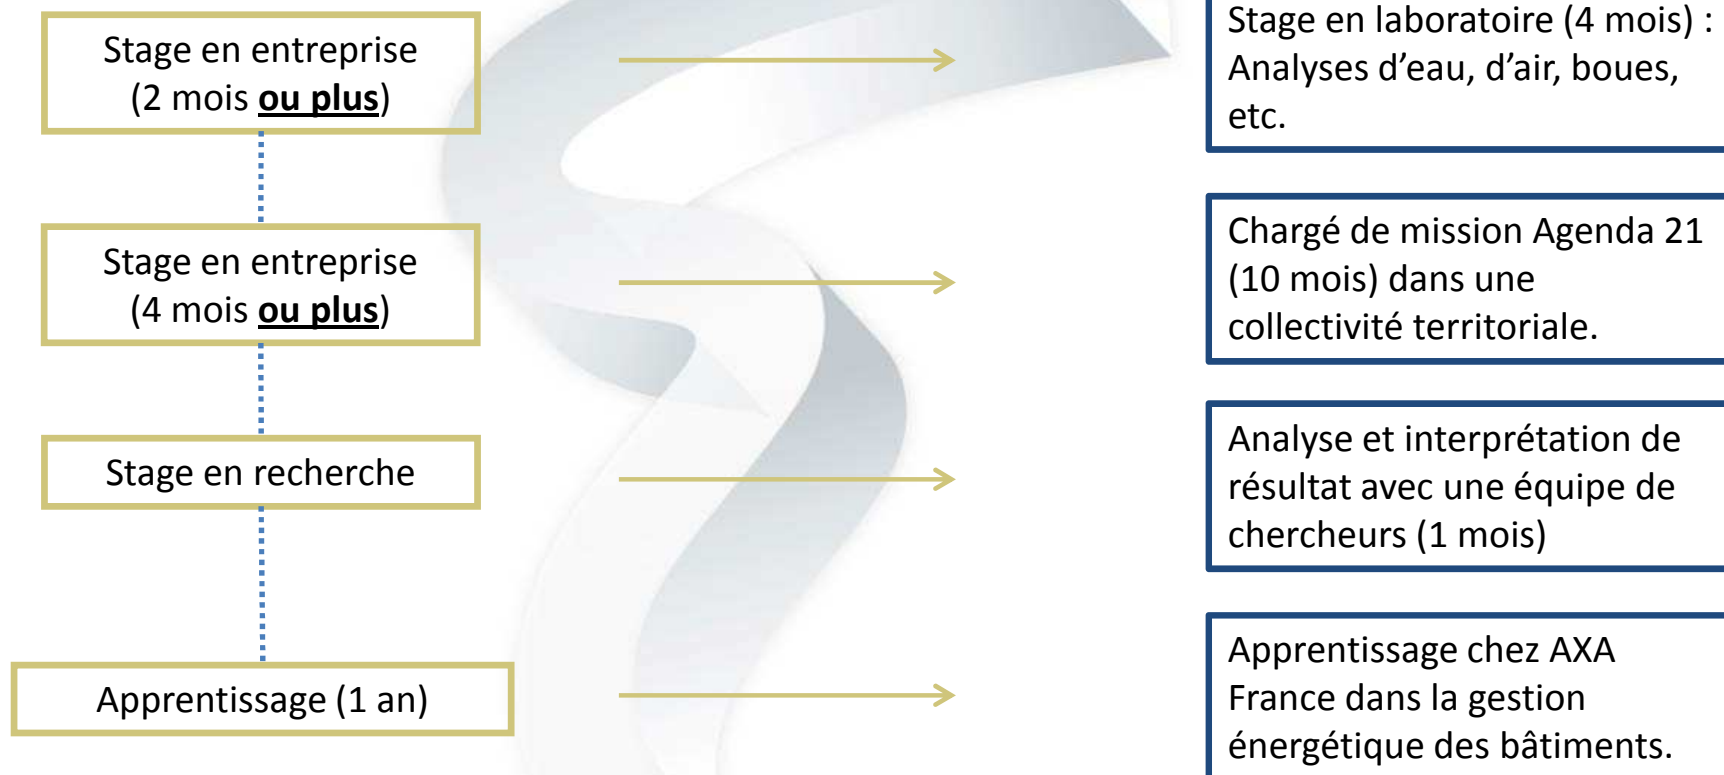 Stage en entreprise
(2 mois ou plus)
Stage en laboratoire (4 mois) :
Analyses d’eau, d’air, boues,
etc.
Stage en entreprise
(4 mois ou plus)
Chargé de mission Agenda 21
(10 mois) dans une
collectivité territoriale.
Stage en recherche
Analyse et interprétation de
résultat avec une équipe de
chercheurs (1 mois)
Apprentissage (1 an)
Apprentissage chez AXA
France dans la gestion
énergétique des bâtiments.